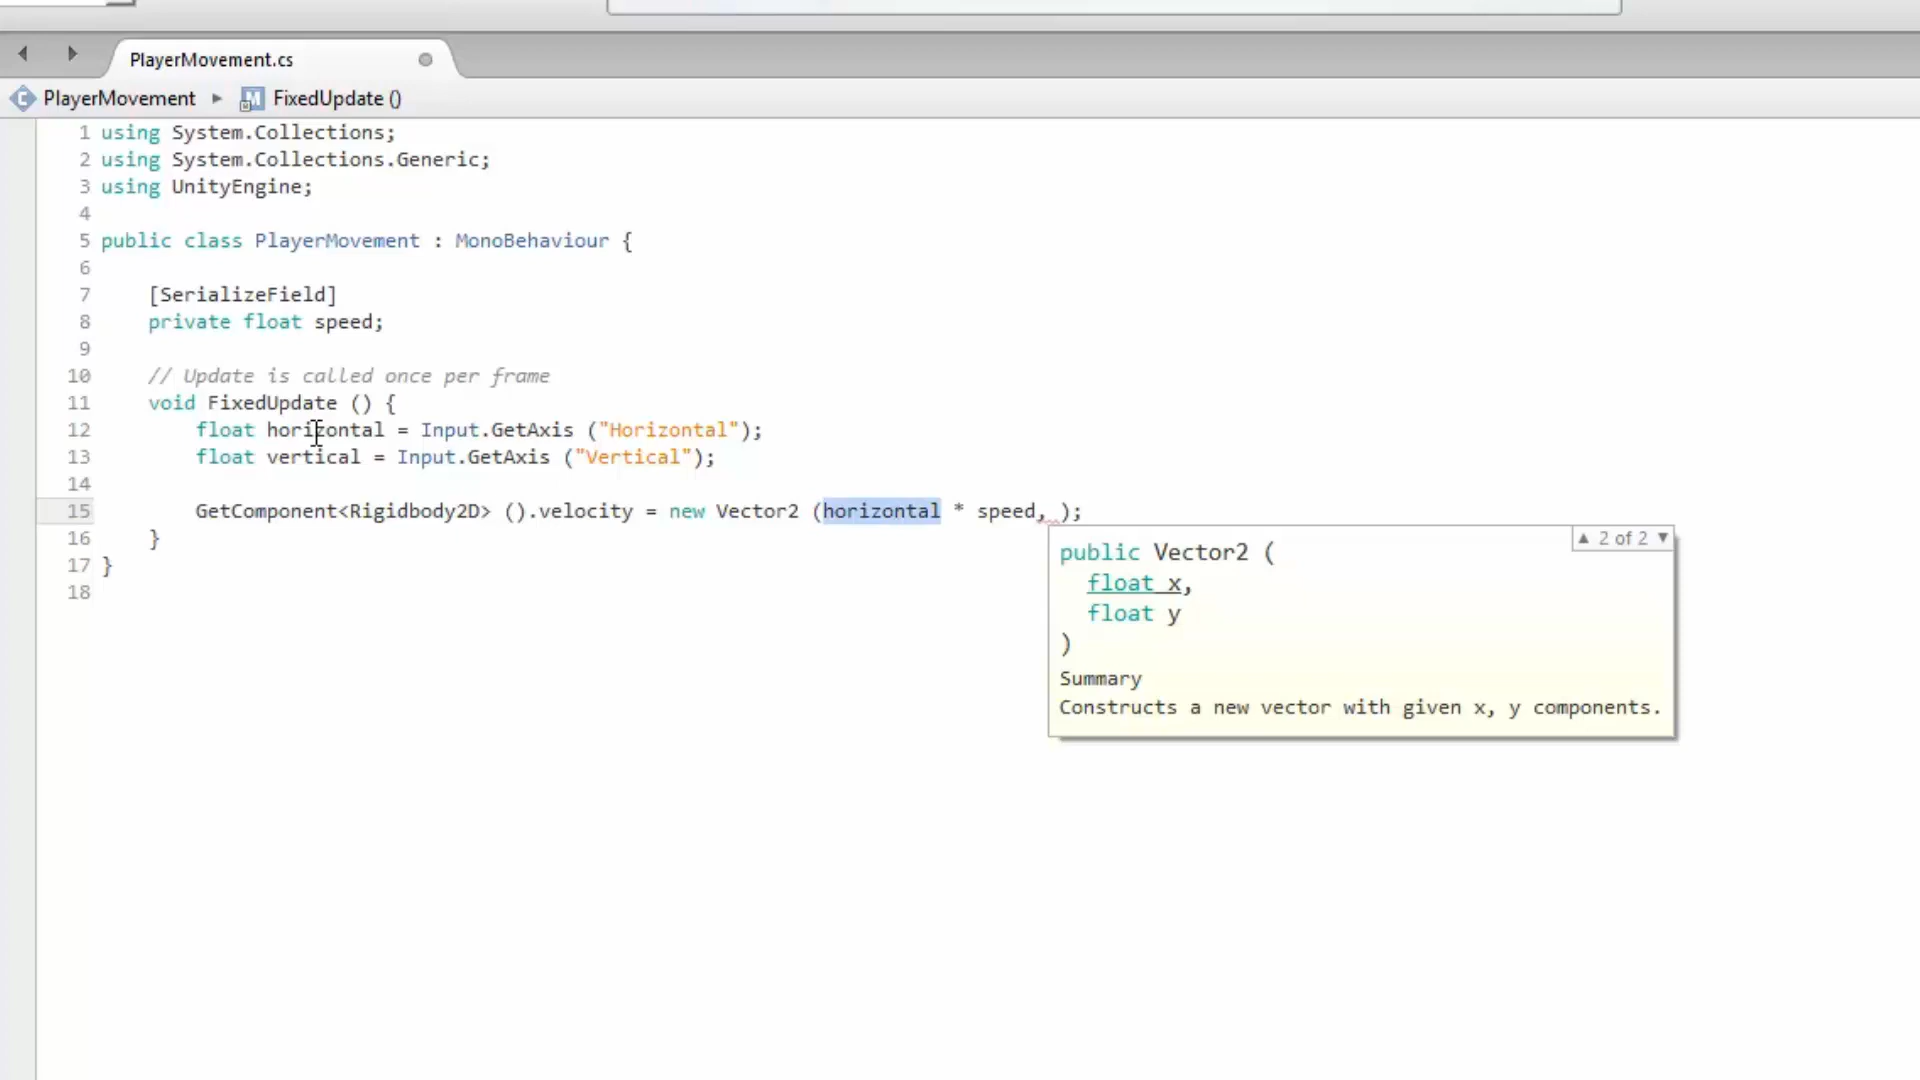 PlayerMovement.cs
PlayerMovement ▸ FixedUpdate ()
1 using System.Collections;
2 using System.Collections.Generic;
3 using UnityEngine;
4
5 public class PlayerMovement : MonoBehaviour {
6
7 [SerializeField]
8 private float speed;
9
10 // Update is called once per frame
11 void FixedUpdate () {
12 float horizontal = Input.GetAxis ("Horizontal");
13 float vertical = Input.GetAxis ("Vertical");
14
15 GetComponent<Rigidbody2D> ().velocity = new Vector2 (horizontal * speed, );
16 }
17 }
18
▲ 2 of 2 ▼
public Vector2 (
float x,
float y
)
Summary
Constructs a new vector with given x, y components.